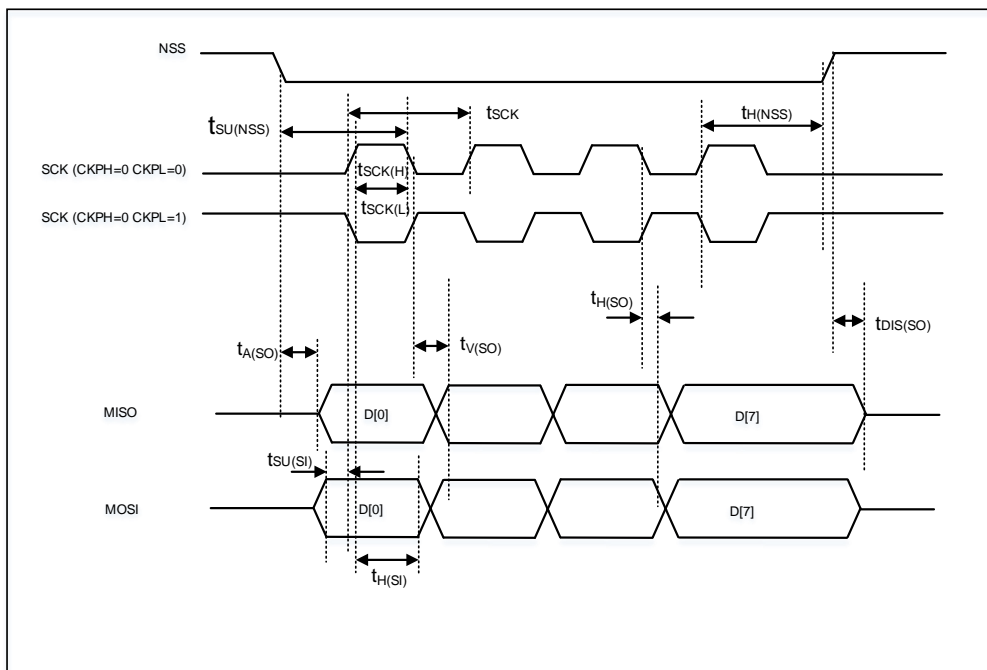 NSS
tSCK
tH(NSS)
tSU(NSS)
SCK (CKPH=0 CKPL=0)
tSCK(H)
tSCK(L)
SCK (CKPH=0 CKPL=1)
tH(SO)
tDIS(SO)
tV(SO)
tA(SO)
MISO
D[0]
D[7]
tSU(SI)
MOSI
D[0]
D[7]
tH(SI)